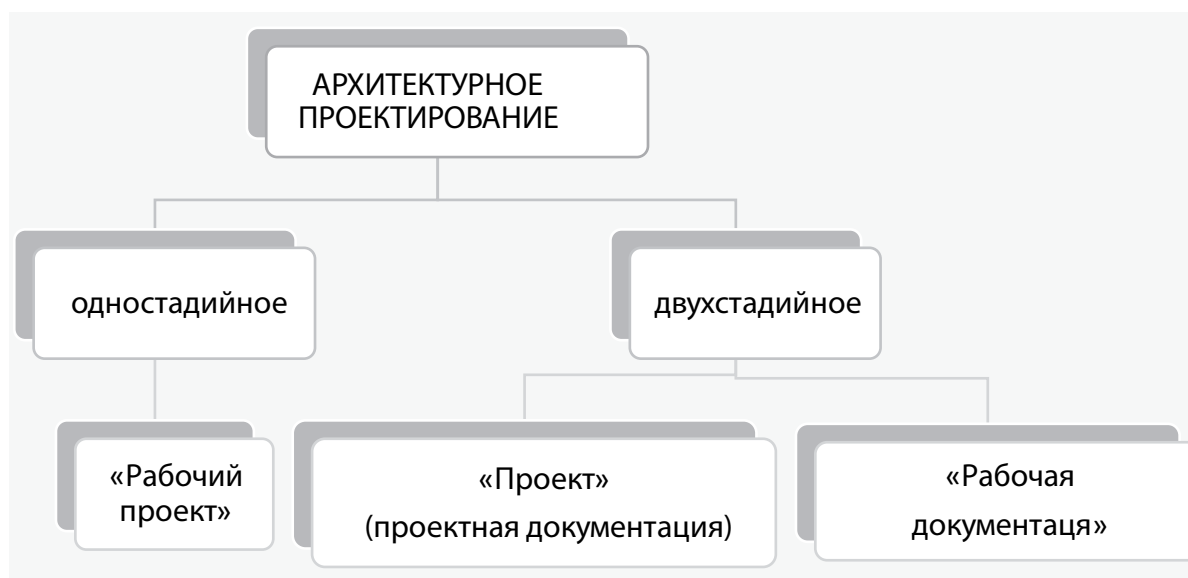 АРХИТЕКТУРНОЕ
ПРОЕКТИРОВАНИЕ
одностадийное
двухстадийное
«Рабочий
проект»
«Проект»
(проектная документация)
«Рабочая
документаця»